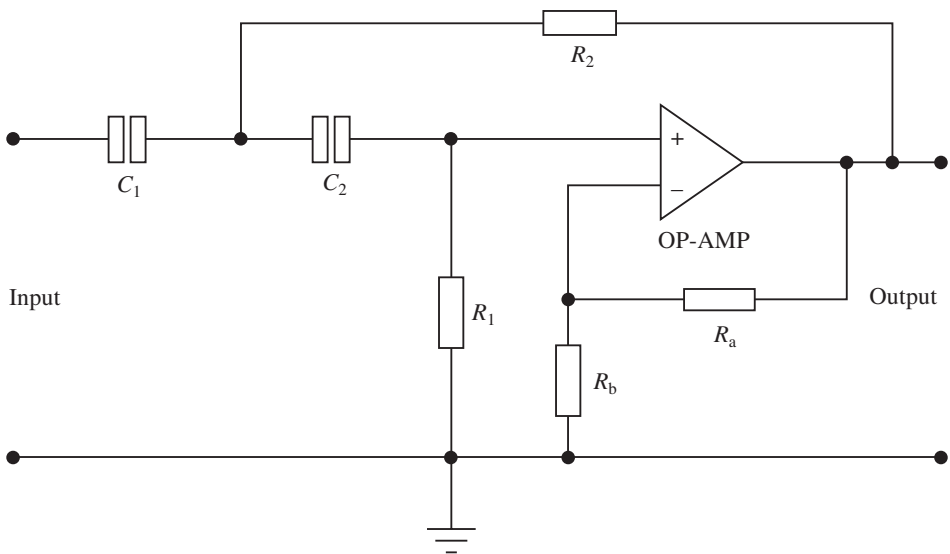 R2
C1
C2
+
−
OP-AMP
Input
R1
Ra
Output
Rb